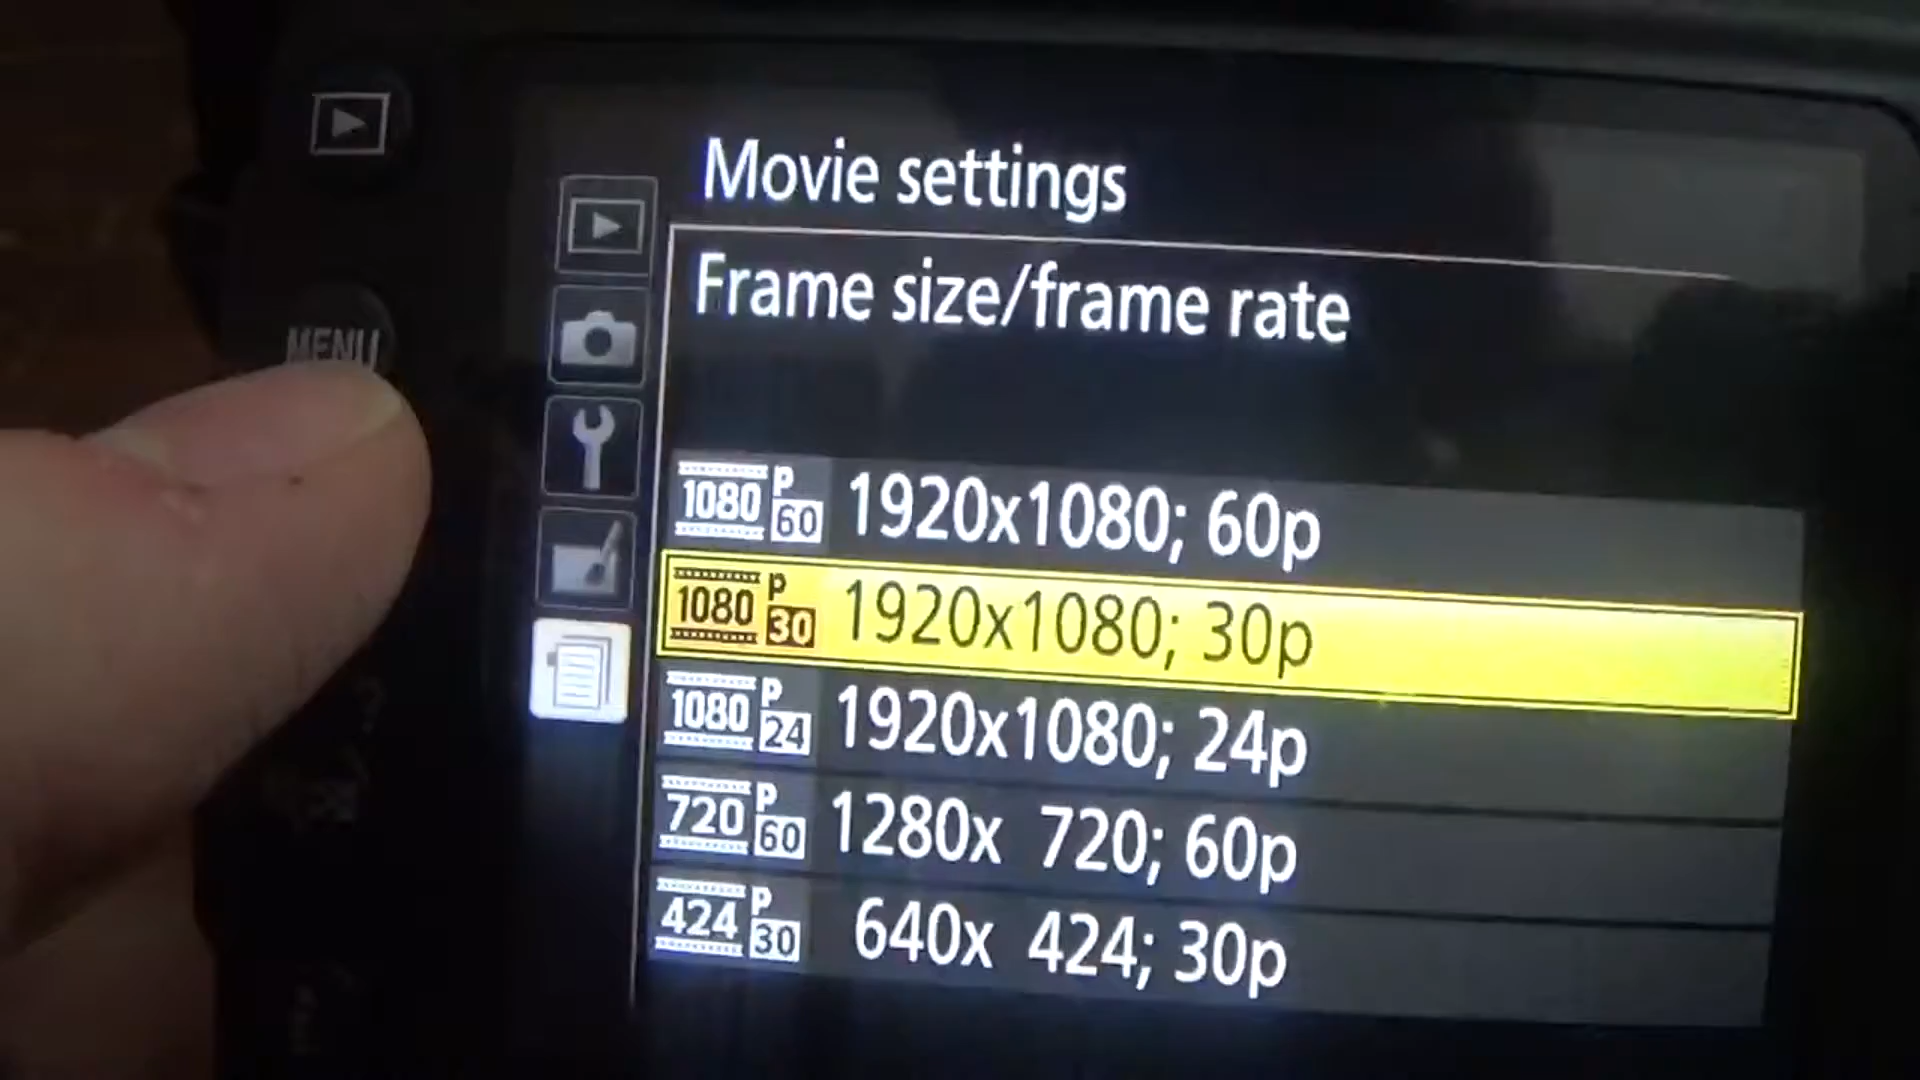 Movie settings
MENU
Frame size/frame rate
1080 P 60 1920x1080; 60p
1080 P 30 1920x1080; 30p
1080 P 24 1920x1080; 24p
720 P 60 1280x 720; 60p
424 P 30 640x 424; 30p